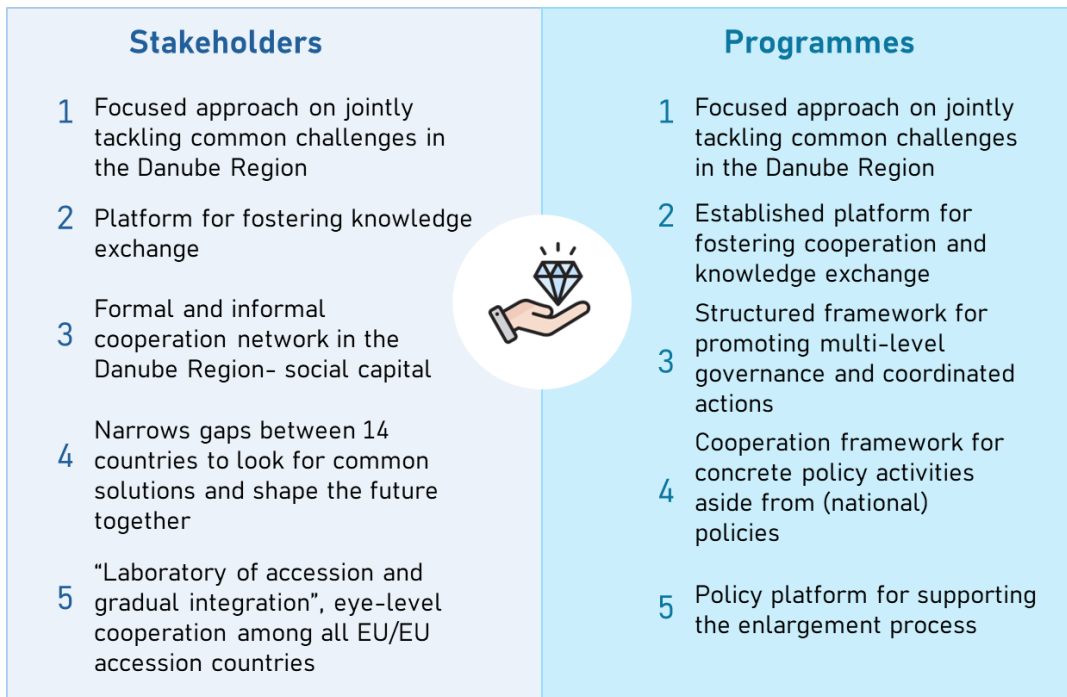 Stakeholders
1 Focused approach on jointly
tackling common challenges in
the Danube Region
2 Platform for fostering knowledge
exchange
3 Formal and informal
cooperation network in the
Danube Region- social capital
4 Narrows gaps between 14
countries to look for common
solutions and shape the future
together
5 “Laboratory of accession and
gradual integration”, eye-level
cooperation among all EU/EU
accession countries
Programmes
1 Focused approach on jointly
tackling common challenges
in the Danube Region
2 Established platform for
fostering cooperation and
knowledge exchange
3 Structured framework for
promoting multi-level
governance and coordinated
actions
4 Cooperation framework for
concrete policy activities
aside from (national)
policies
5 Policy platform for supporting
the enlargement process